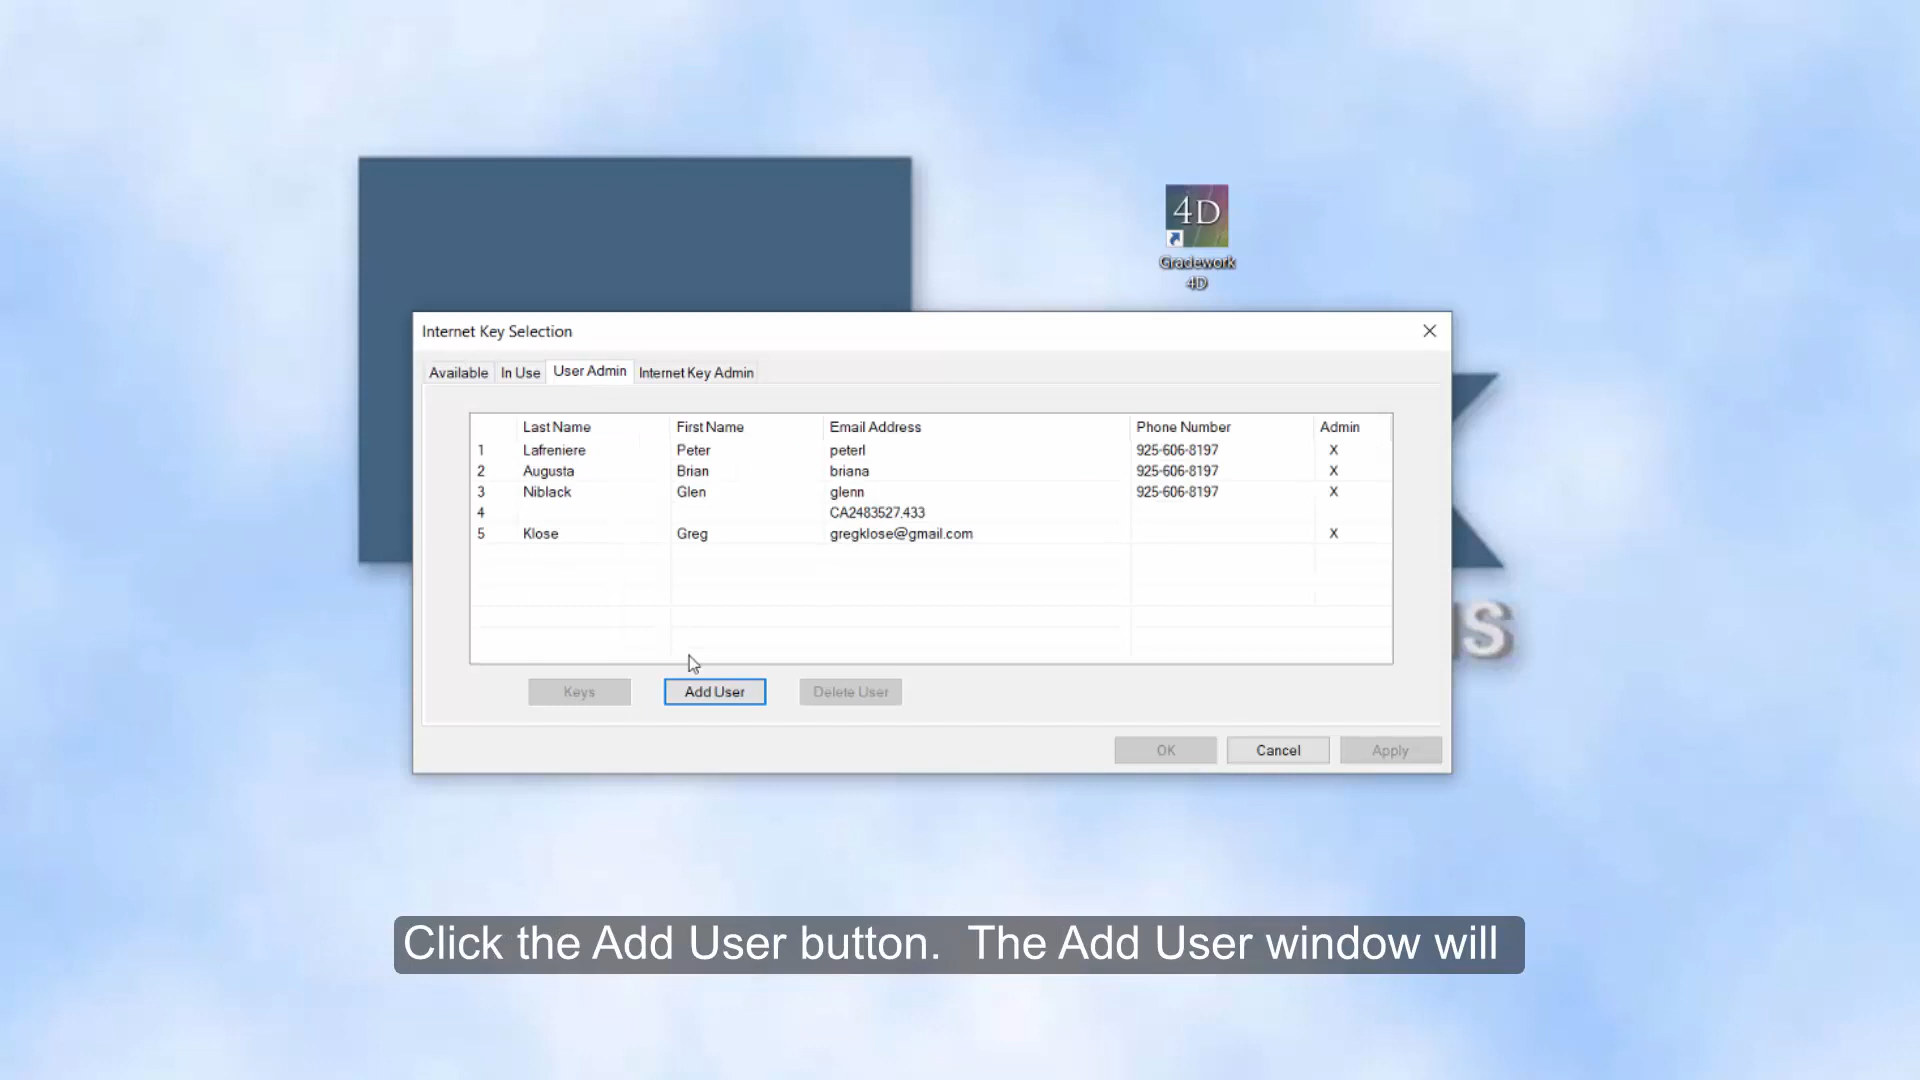 4D
Gradework
4D
Internet Key Selection
Available In Use User Admin Internet Key Admin
Last Name First Name Email Address Phone Number Admin
1 Lafreniere Peter peterl 925-606-8197 X
2 Augusta Brian briana 925-606-8197 X
3 Niblack Glen glenn 925-606-8197 X
4 CA2483527.433
5 Klose Greg gregklose@gmail.com X
S
Keys Add User Delete User
OK Cancel Apply
Click the Add User button. The Add User window will